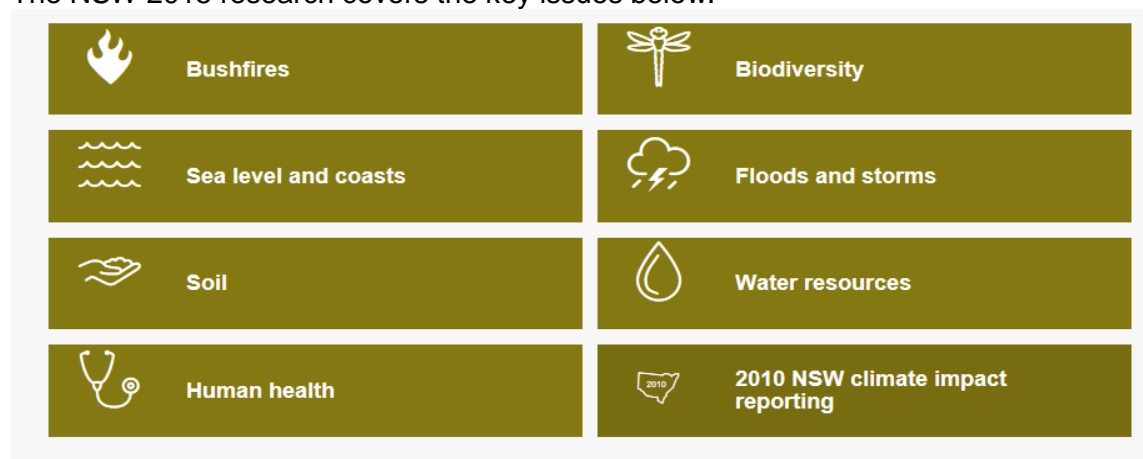 The NSW research covers the key issues below.
Bushfires
Biodiversity
Sea level and coasts
Floods and storms
Soil
Water resources
Human health
2010
2010 NSW climate impact
reporting